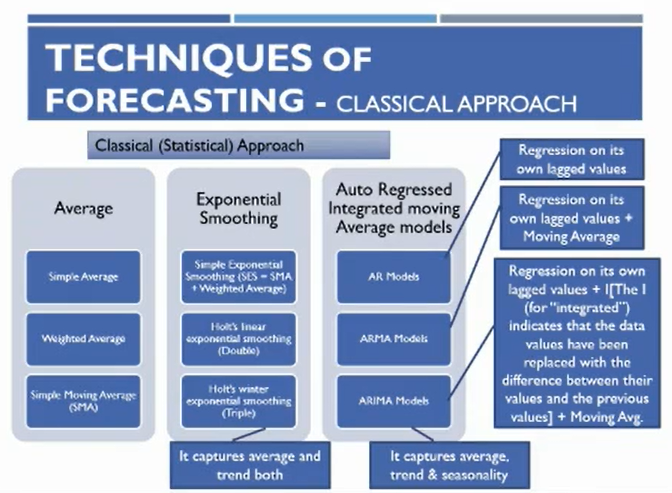 TECHNIQUES OF
FORECASTING - CLASSICAL APPROACH
Classical (Statistical) Approach
Average
Simple Average
Weighted Average
Simple Moving Average
(SMA)
Exponential
Smoothing
Simple Exponential
Smoothing (SES = SMA
+ Weighted Average)
Holt's linear
exponential smoothing
(Double)
Holt's winter
exponential smoothing
(Triple)
Auto Regressed
Integrated moving
Average models
AR Models
ARMA Models
ARIMA Models
Regression on its
own lagged values
Regression on its
own lagged values +
Moving Average
Regression on its own
lagged values + I[The I
(for "integrated")
indicates that the data
values have been
replaced with the
difference between their
values and the previous
values] + Moving Avg.
It captures average and
trend both
It captures average,
trend & seasonality